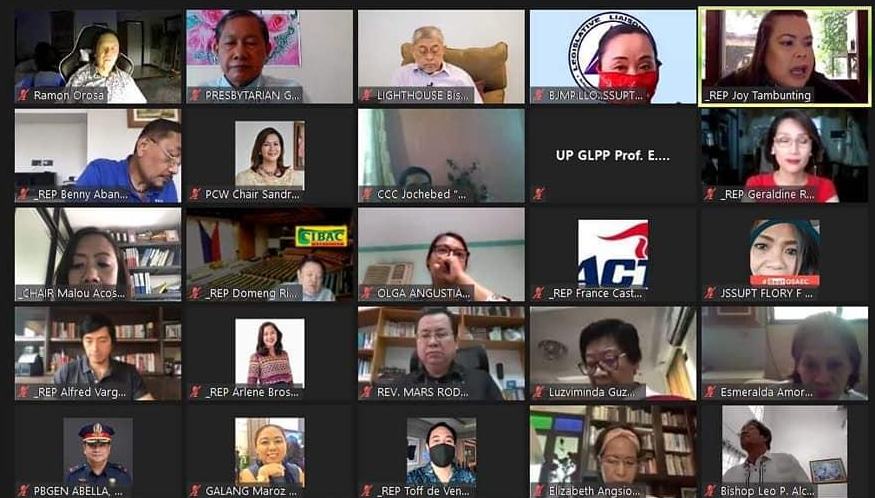 LEGISLATIVE LIAISON
Ramon Orosa
PRESBYTARIAN G...
LIGHTHOUSE Bis...
BJMP:LLO..SSUPT...
_REP Joy Tambunting
UP GLPP Prof. E....
_REP Benny Aban...
PCW Chair Sandr...
CCC Jochebed "...
_REP Geraldine R...
CIBAC
ACT
_CHAIR Malou Acos...
_REP Domeng Ri...
OLGA ANGUSTIA...
_REP France Cast...
JSSUPT FLORY F ...
_REP Alfred Varg...
_REP Arlene Bros...
REV. MARS ROD...
Luzviminda Guz...
Esmeralda Amor...
PBGEN ABELLA, ...
GALANG Maroz ...
_REP Toff de Ven...
Elizabeth Angsio...
Bishop Leo P. Alc...